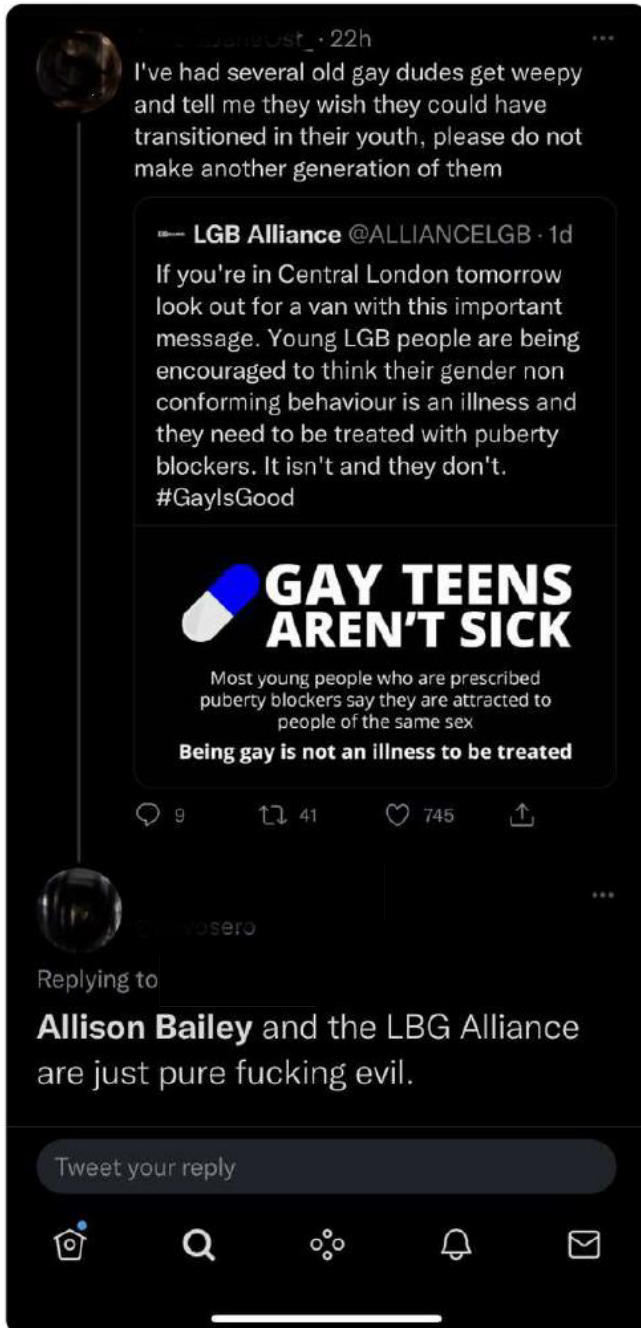 · 22h
I've had several old gay dudes get weepy
and tell me they wish they could have
transitioned in their youth, please do not
make another generation of them
LGB Alliance @ALLIANCELGB · 1d
If you're in Central London tomorrow
look out for a van with this important
message. Young LGB people are being
encouraged to think their gender non
conforming behaviour is an illness and
they need to be treated with puberty
blockers. It isn't and they don't.
#GayIsGood
GAY TEENS
AREN'T SICK
Most young people who are prescribed
puberty blockers say they are attracted to
people of the same sex
Being gay is not an illness to be treated
9 41 745
Replying to
Allison Bailey and the LBG Alliance
are just pure fucking evil.
Tweet your reply